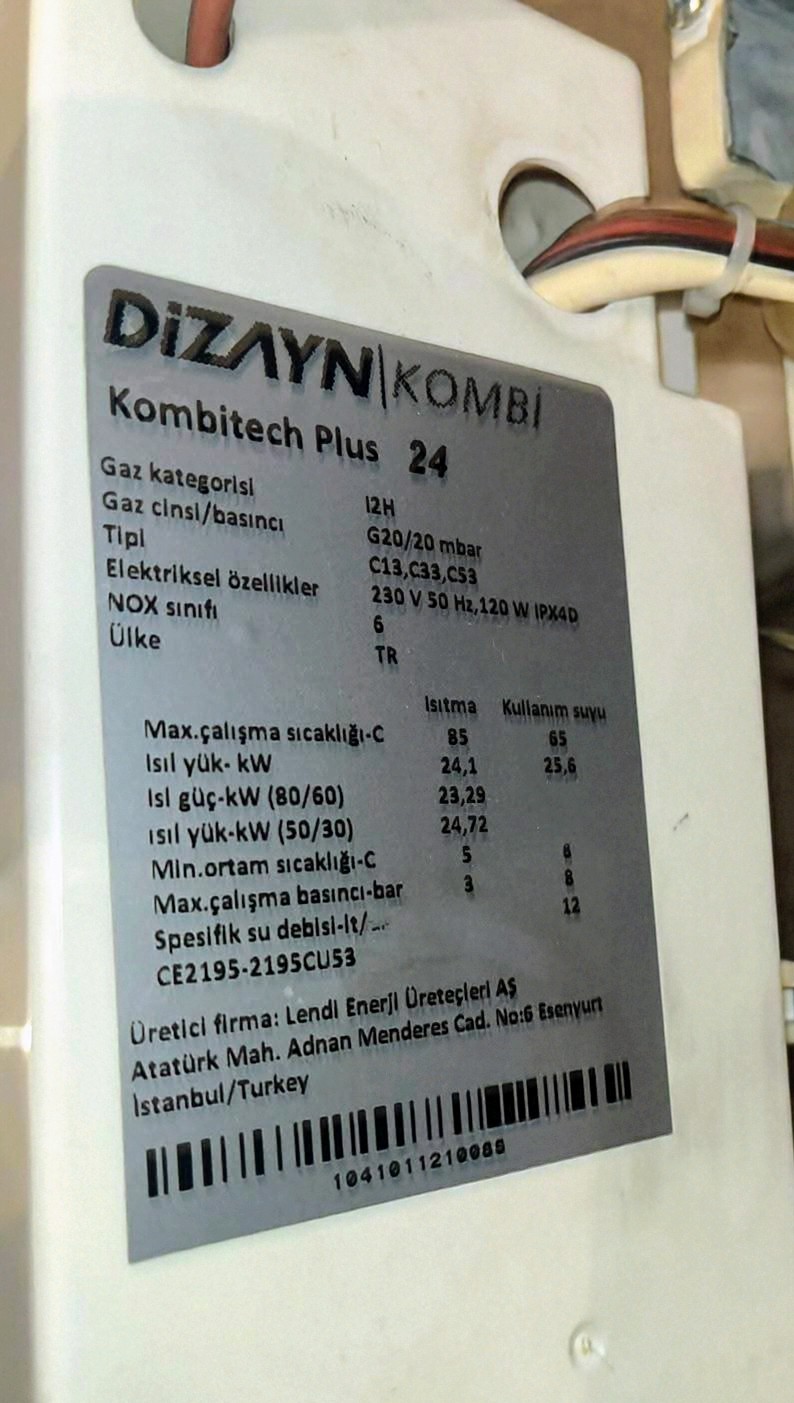 DİZAYN|KOMBİ
Kombitech Plus 24
Gaz kategorisi I2H
Gaz cinsi/basıncı G20/20 mbar
Tipi C13,C33,C53
Elektriksel özellikler 230 V 50 Hz,120 W IPX4D
NOX sınıfı 6
Ülke TR
Isıtma Kullanım suyu
Max.çalışma sıcaklığı-C 85 65
Isıl yük- kW 24,1 25,6
Isl güç-kW (80/60) 23,29
ısıl yük-kW (50/30) 24,72
Min.ortam sıcaklığı-C 5
Max.çalışma basıncı-bar 3 8
Spesifik su debisi-lt/ 12
CE2195-2195CU53
Üretici firma: Lendi Enerji Üreteçleri AŞ
Atatürk Mah. Adnan Menderes Cad. No:6 Esenyurt
İstanbul/Turkey